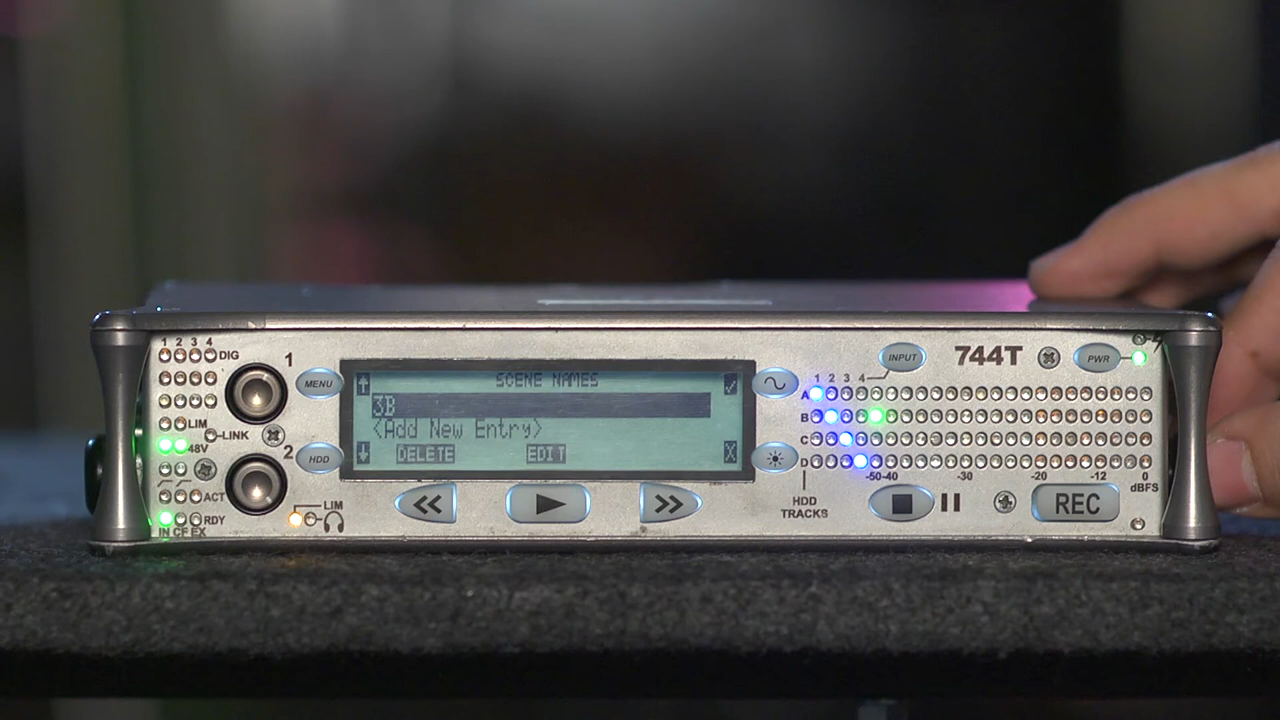 1 2 3 4
DIG
LIM
LINK
48V
ACT
RDY
IN CF EX
1
2
MENU
HDD
LIM
SCENE NAMES
3B
<Add New Entry>
DELETE EDIT
X
INPUT
744T
PWR
1 2 3 4
A
B
C
D
-50 -40 -30 -20 -12 0
dBFS
HDD
TRACKS
REC